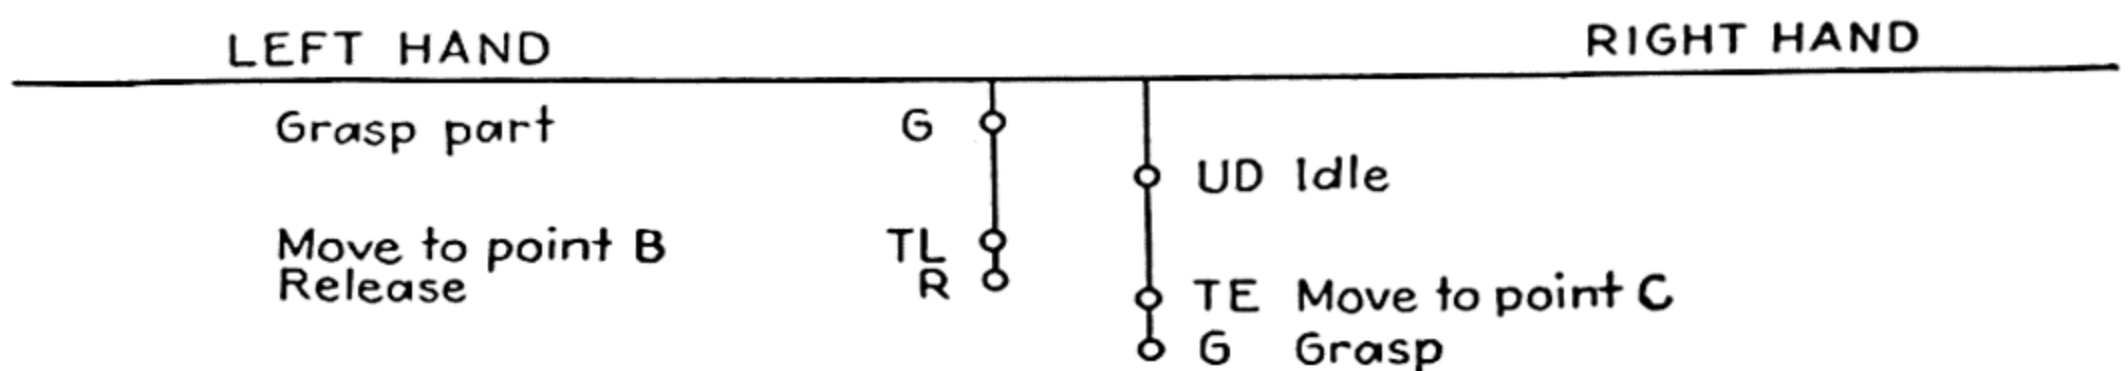 LEFT HAND RIGHT HAND
Grasp part G
UD Idle
Move to point B TL
Release R
TE Move to point C
G Grasp